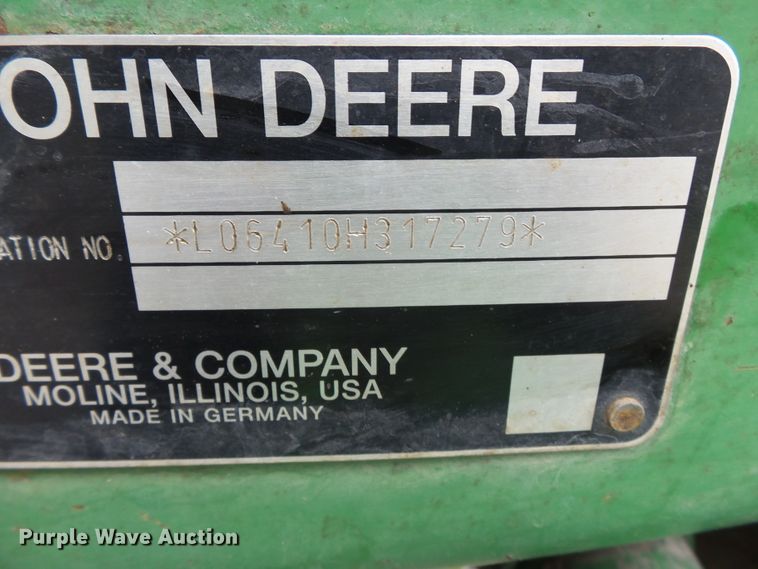 OHN DEERE
ATION NO. *L06410H317279*
DEERE & COMPANY
MOLINE, ILLINOIS, USA
MADE IN GERMANY
Purple Wave Auction